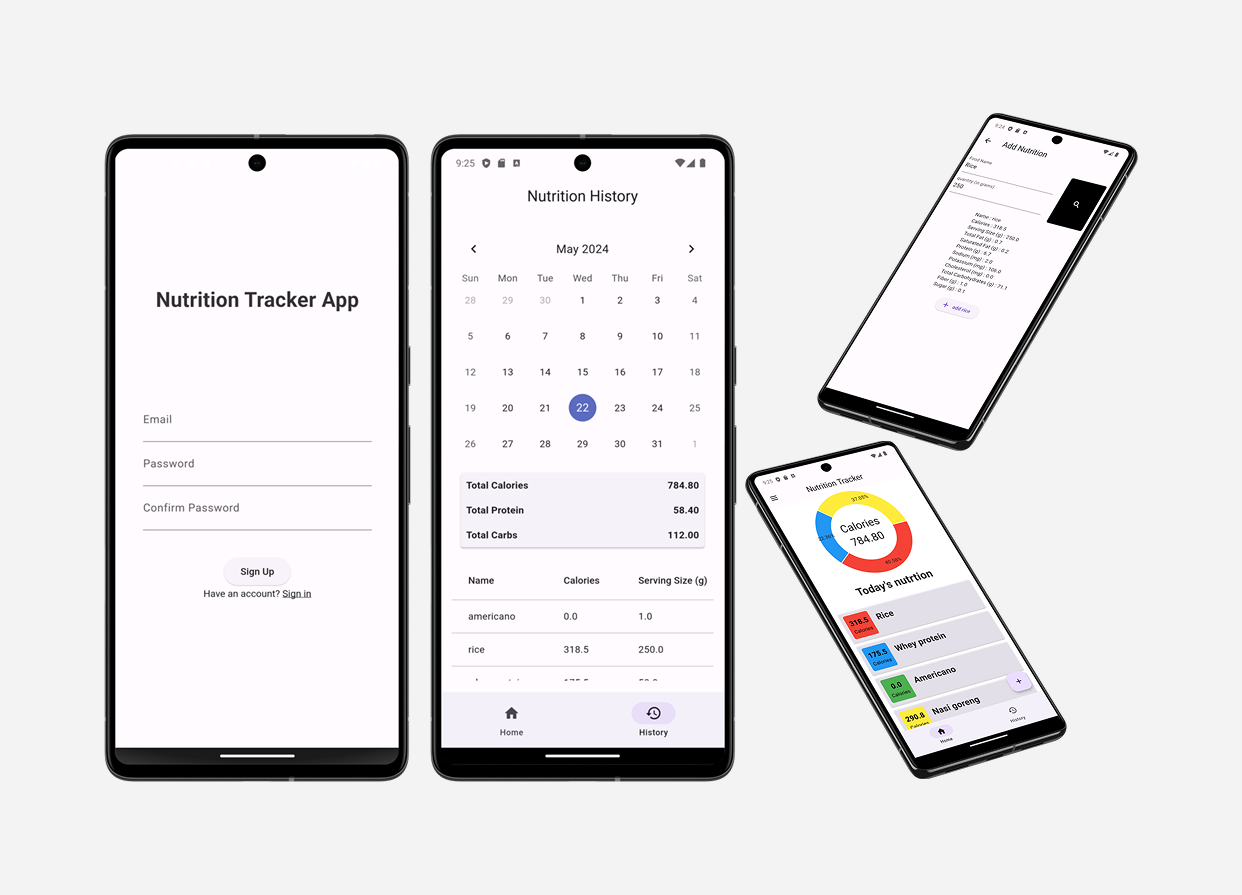 Nutrition Tracker App
Email
Password
Confirm Password
Sign Up
Have an account? Sign in
9:25
Nutrition History
May 2024
Sun Mon Tue Wed Thu Fri Sat
28 29 30 1 2 3 4
5 6 7 8 9 10 11
12 13 14 15 16 17 18
19 20 21 22 23 24 25
26 27 28 29 30 31 1
Total Calories 784.80
Total Protein 58.40
Total Carbs 112.00
Name Calories Serving Size (g)
americano 0.0 1.0
rice 318.5 250.0
Home History
9:24
Add Nutrition
Food Name
Rice
quantity (in grams)
250
Name : rice
Calories : 318.5
Serving Size (g) : 250.0
Total Fat (g) : 0.7
Saturated Fat (g) : 0.2
Protein (g) : 6.7
Sodium (mg) : 2.0
Potasssium (mg) : 106.0
Cholesterol (mg) : 0.0
Total Carbohydrates (g) : 71.1
Fiber (g) : 1.0
Sugar (g) : 0.1
+ add rice
9:25
Nutrition Tracker
37.05%
Calories
784.80
40.58%
Today's nutrtion
318.5
Calories
Rice
175.5
Calories
Whey protein
0.0
Calories
Americano
290.8
Calories
Nasi goreng
+
Home History